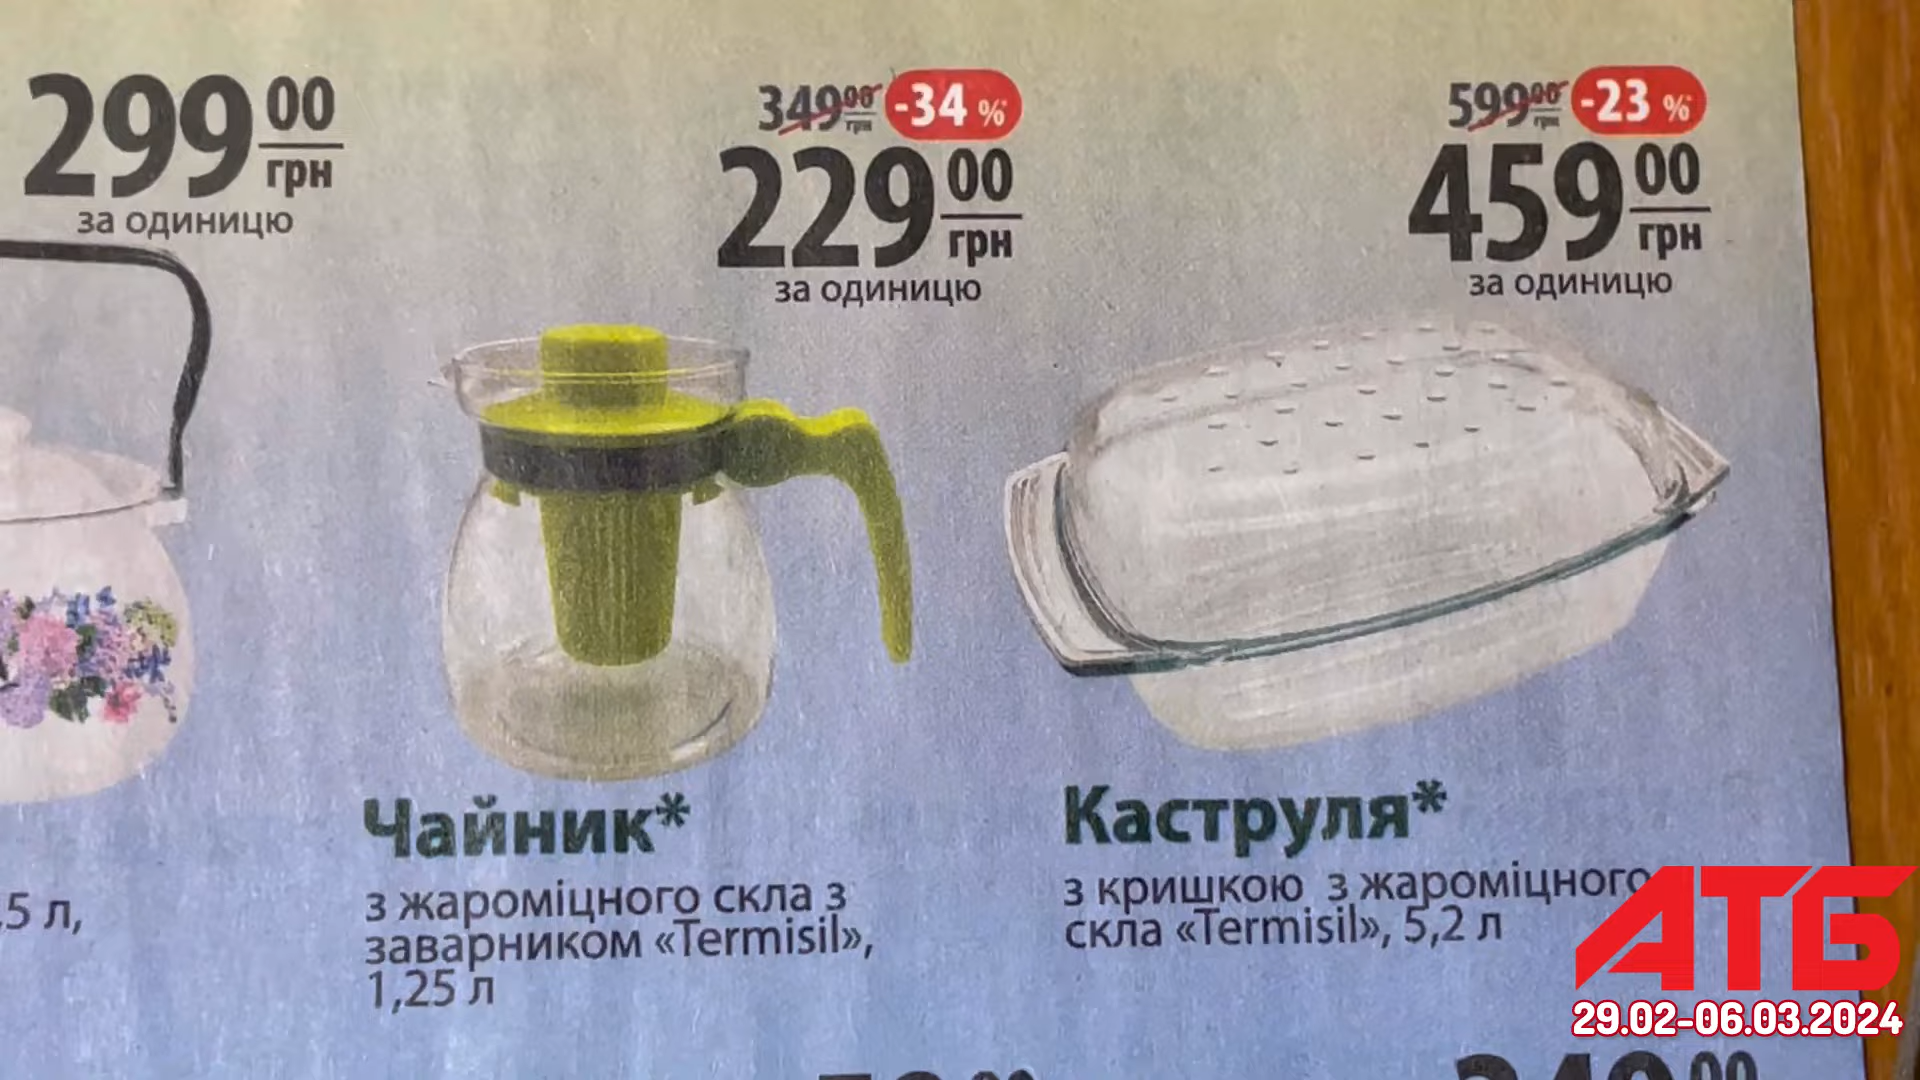 299 00
грн
за одиницю
349 00 грн -34 %*
229 00
грн
за одиницю
599 00 грн -23 %*
459 00
грн
за одиницю
Чайник*
з жароміцного скла з
заварником «Termisil»,
1,25 л
Каструля*
з кришкою з жароміцного
скла «Termisil», 5,2 л
5 л,
АТБ
29.02-06.03.2024